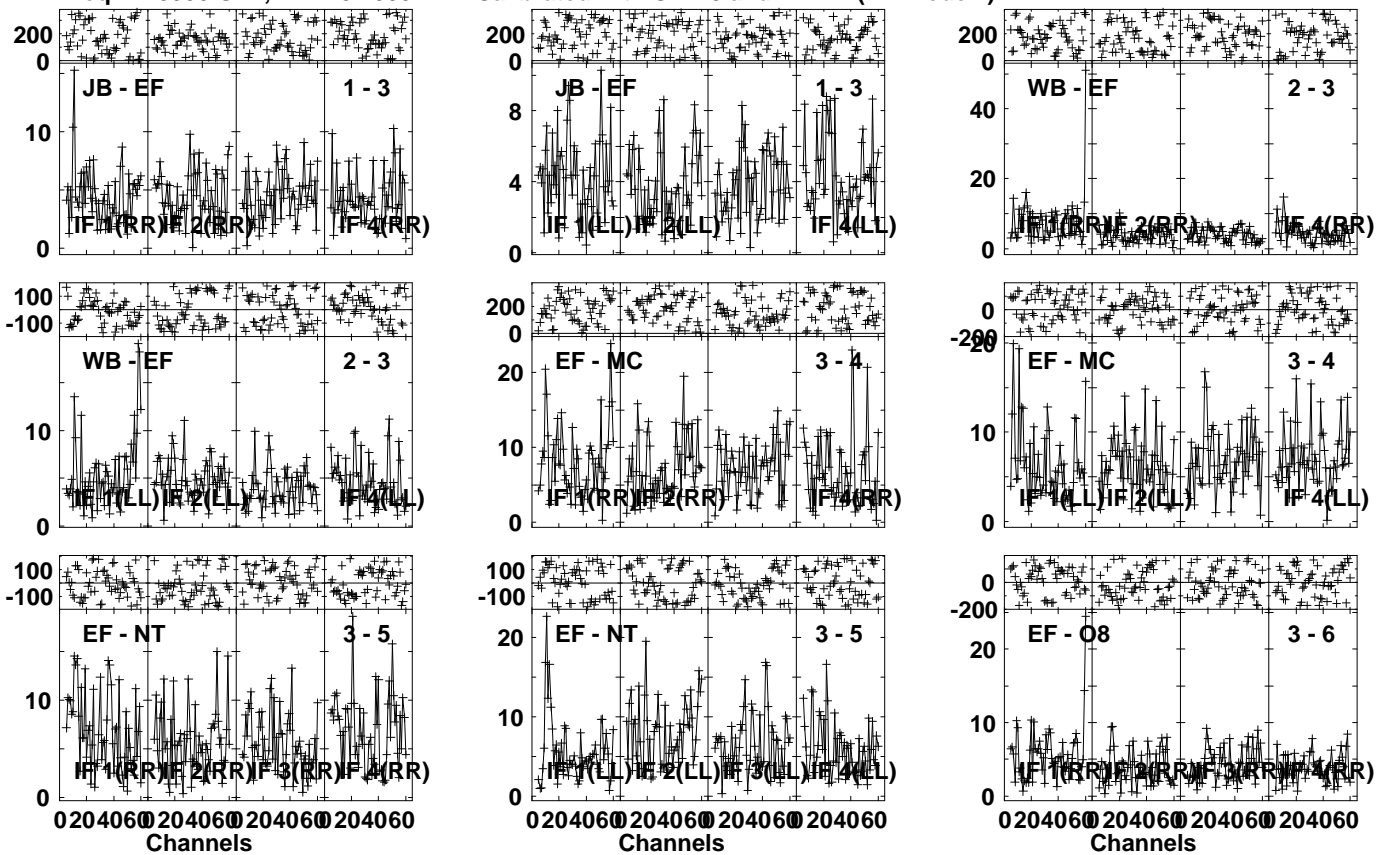 200
0
JB - EF 1 - 3
10
0
IF 1(RR) IF 2(RR) IF 4(RR)
200
0
JB - EF 1 - 3
8
4
0
IF 1(LL) IF 2(LL) IF 4(LL)
200
0
WB - EF 2 - 3
40
20
0
IF 1(RR) IF 2(RR) IF 4(RR)
100
-100
WB - EF 2 - 3
10
0
IF 1(LL) IF 2(LL) IF 4(LL)
200
0
EF - MC 3 - 4
20
10
0
IF 1(RR) IF 2(RR) IF 4(RR)
0
-200
20
EF - MC 3 - 4
10
0
IF 1(LL) IF 2(LL) IF 4(LL)
100
-100
EF - NT 3 - 5
10
0
IF 1(RR) IF 2(RR) IF 3(RR) IF 4(RR)
0 20 40 60 0 20 40 60 0 20 40 60 0 20 40 60
Channels
100
-100
EF - NT 3 - 5
20
10
0
IF 1(LL) IF 2(LL) IF 3(LL) IF 4(LL)
0 20 40 60 0 20 40 60 0 20 40 60 0 20 40 60
Channels
0
-200
EF - O8 3 - 6
20
10
0
IF 1(RR) IF 2(RR) IF 3(RR) IF 4(RR)
0 20 40 60 0 20 40 60 0 20 40 60 0 20 40 60
Channels